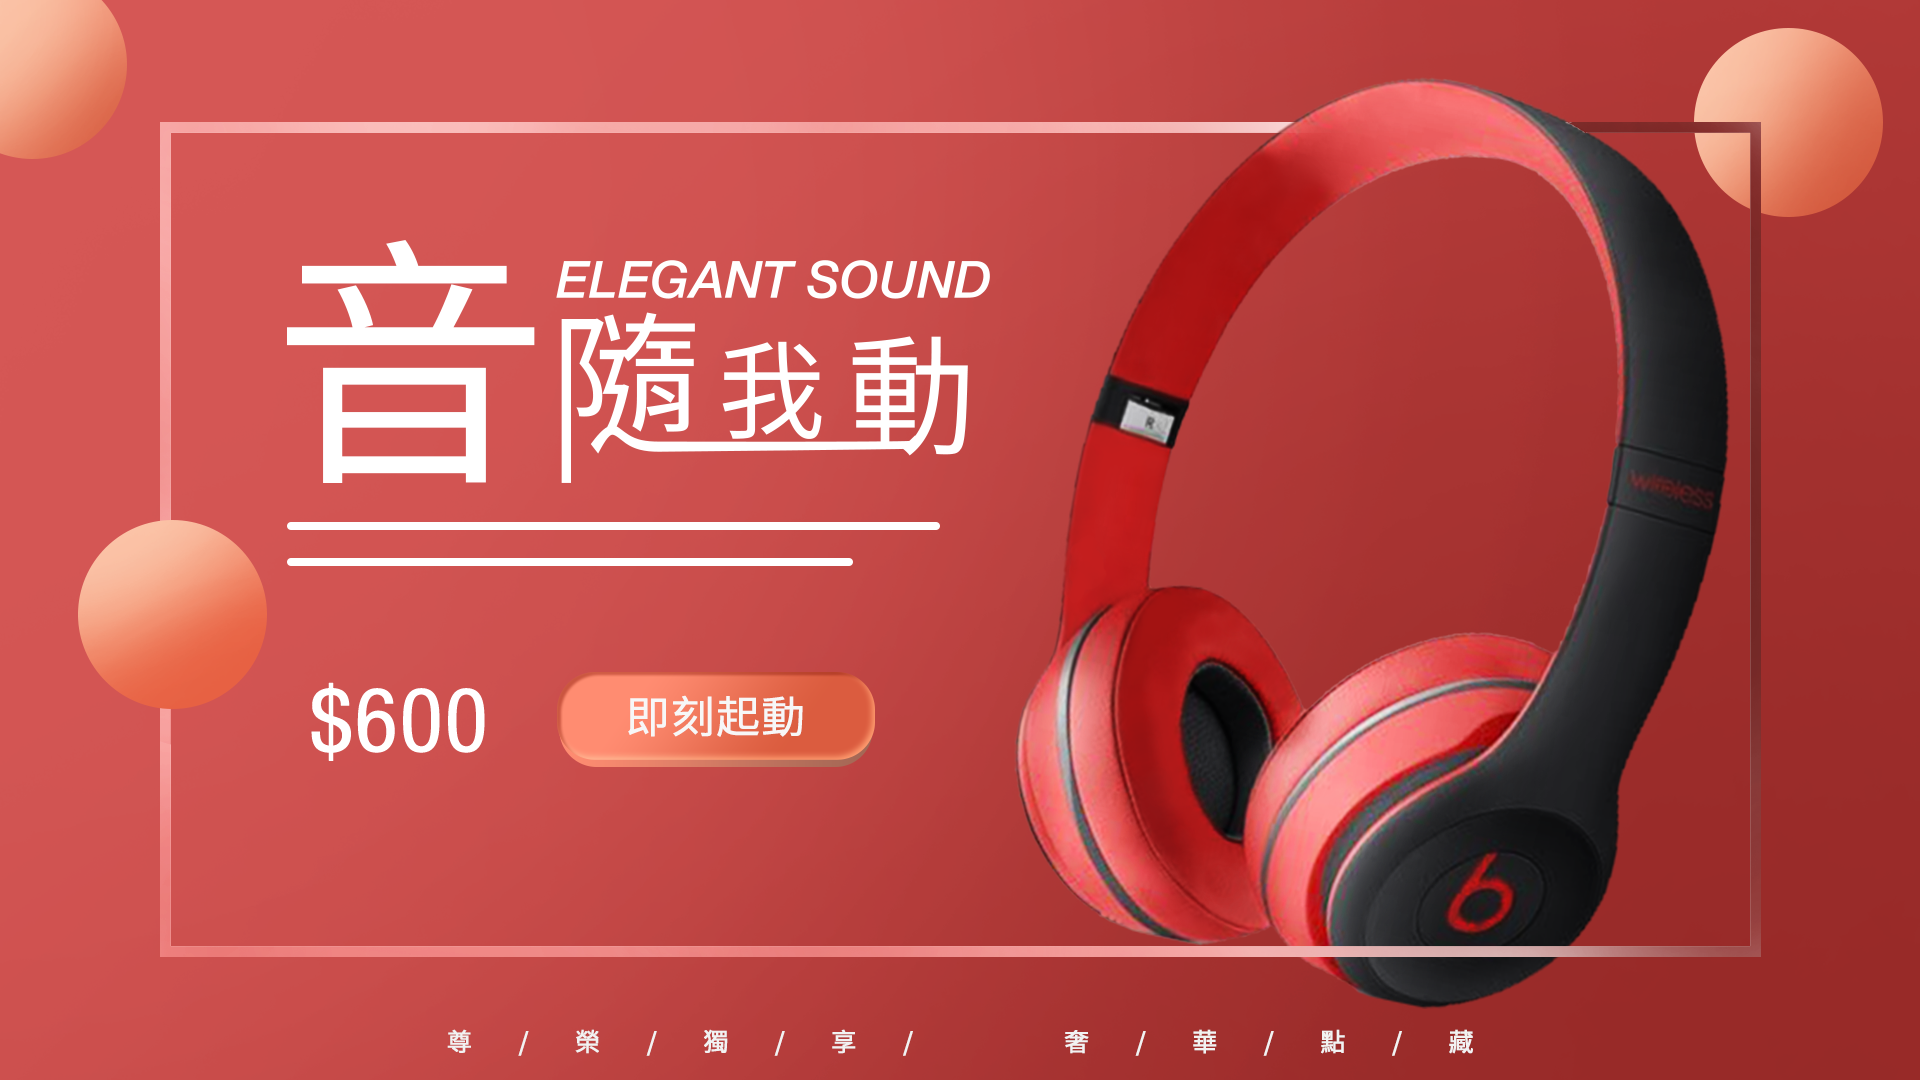 ELEGANT SOUND
音隨我動
$600
即刻起動
R
wireless
b
尊 / 榮 / 獨 / 享 / 奢 / 華 / 點 / 藏